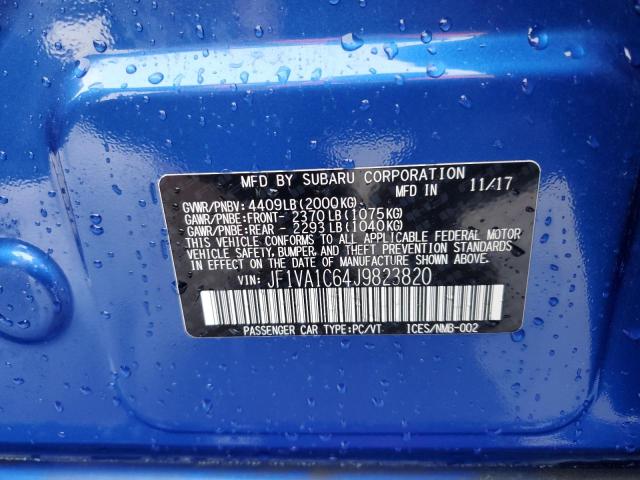 MFD BY SUBARU CORPORATION
MFD IN 11/17
GVWR/PNBV: 4409LB(2000KG)
GAWR/PNBE:FRONT- 2370LB(1075KG)
GAWR/PNBE:REAR - 2293LB(1040KG)
THIS VEHICLE CONFORMS TO ALL APPLICABLE FEDERAL MOTOR
VEHICLE SAFETY, BUMPER, AND THEFT PREVENTION STANDARDS
IN EFFECT ON THE DATE OF MANUFACTURE SHOWN ABOVE.
VIN: JF1VA1C64J9823820
PASSENGER CAR TYPE:PC/VT ICES/NMB-002